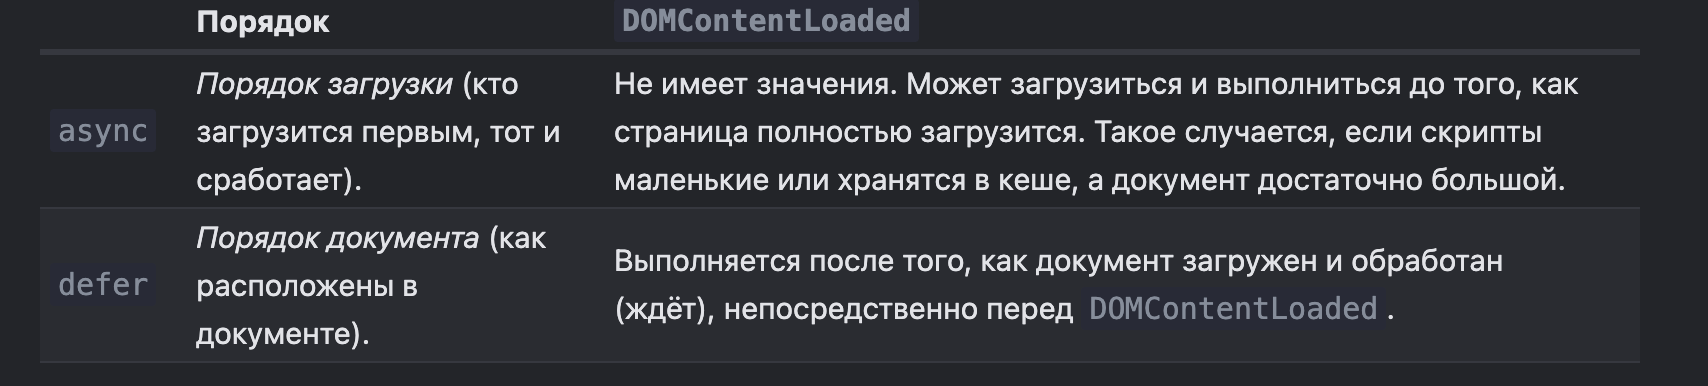 Порядок DOMContentLoaded
async
Порядок загрузки (кто
загрузится первым, тот и
сработает).
Не имеет значения. Может загрузиться и выполниться до того, как
страница полностью загрузится. Такое случается, если скрипты
маленькие или хранятся в кеше, а документ достаточно большой.
defer
Порядок документа (как
расположены в
документе).
Выполняется после того, как документ загружен и обработан
(ждёт), непосредственно перед DOMContentLoaded.